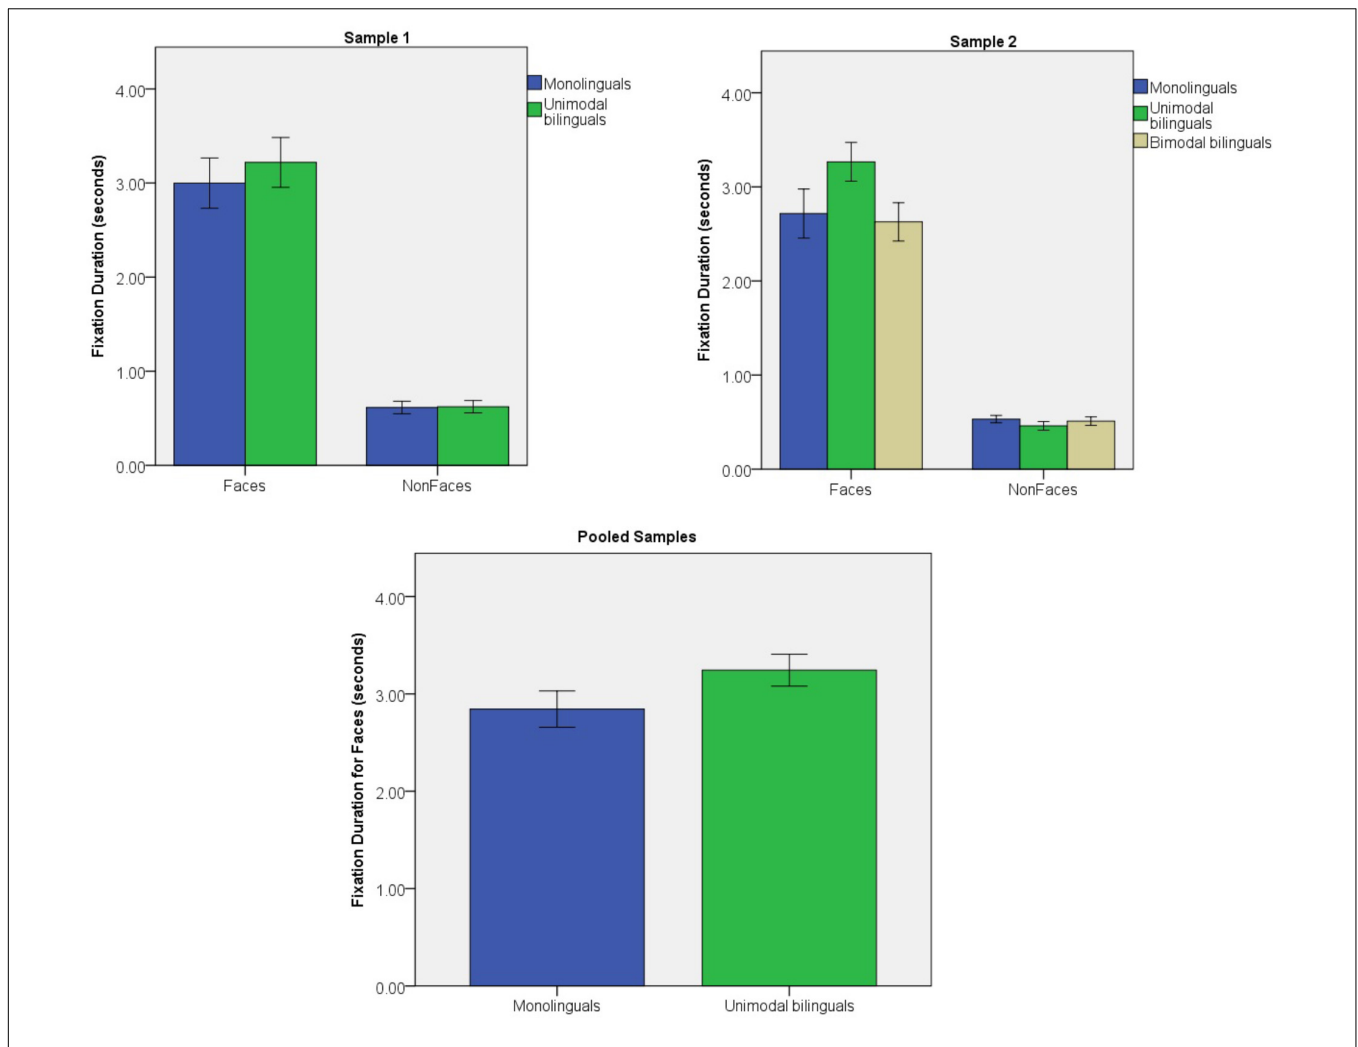 Sample 1
Fixation Duration (seconds)
4.00
3.00
2.00
1.00
0.00
Faces
NonFaces
Monolinguals
Unimodal
bilinguals
Sample 2
Fixation Duration (seconds)
4.00
3.00
2.00
1.00
0.00
Faces
NonFaces
Monolinguals
Unimodal
bilinguals
Bimodal bilinguals
Pooled Samples
Fixation Duration for Faces (seconds)
4.00
3.00
2.00
1.00
0.00
Monolinguals
Unimodal bilinguals